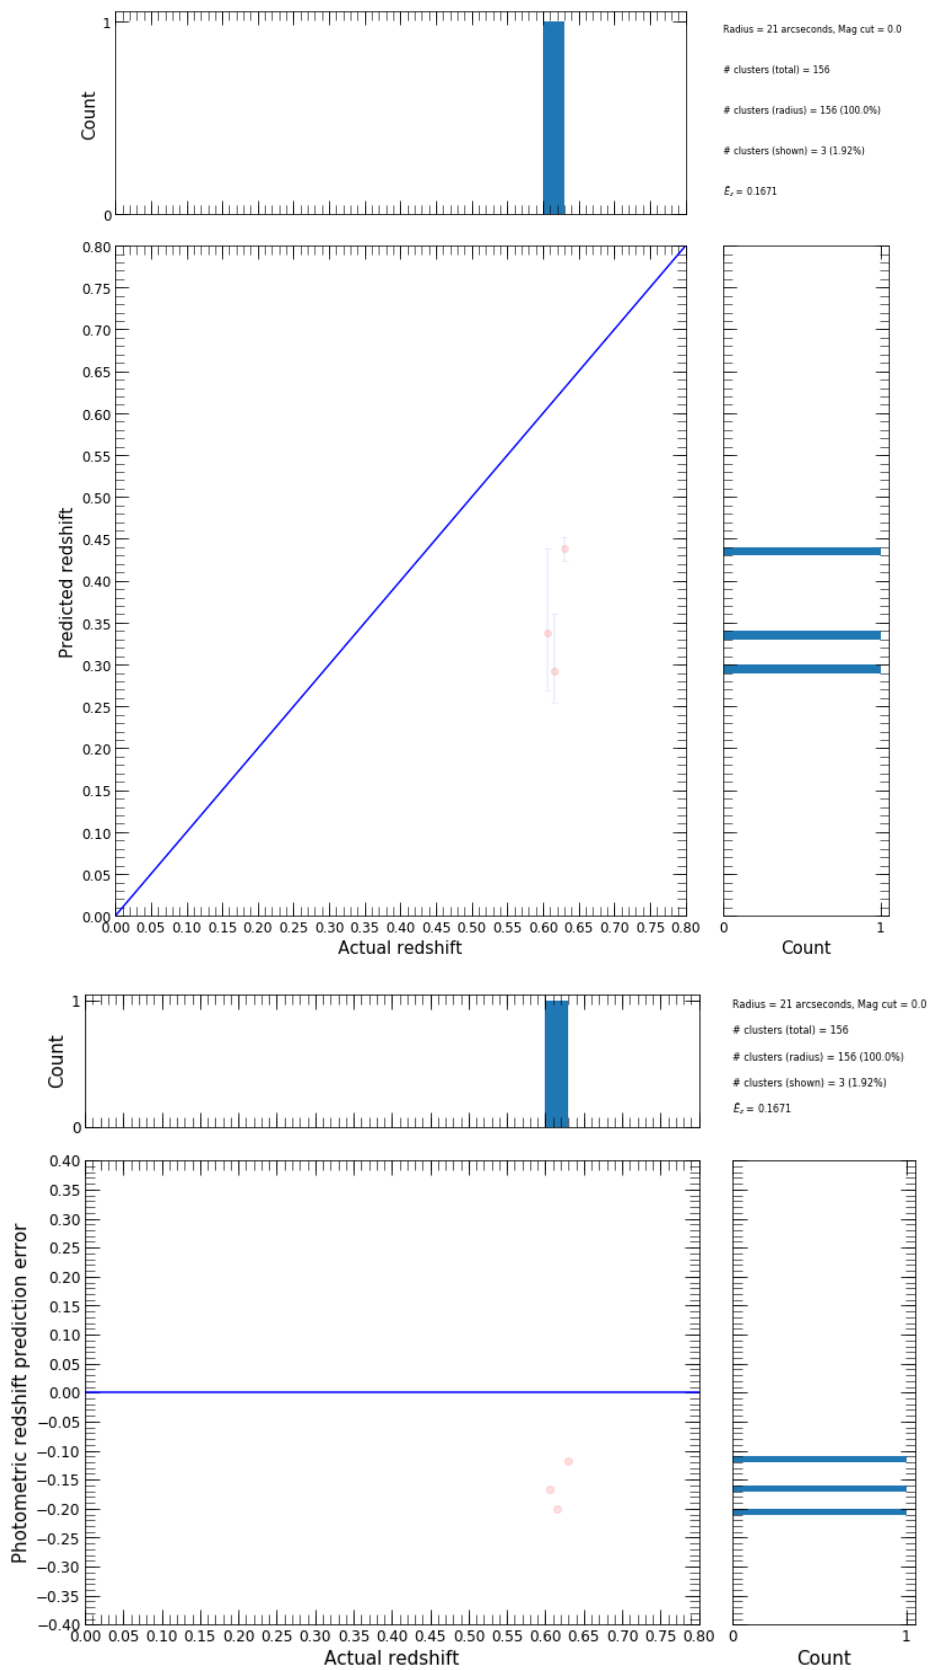 1
0
Count
Radius = 21 arcseconds, Mag cut = 0.0
# clusters (total) = 156
# clusters (radius) = 156 (100.0%)
# clusters (shown) = 3 (1.92%)
Ẽz = 0.1671
0.80
0.75
0.70
0.65
0.60
0.55
0.50
0.45
0.40
0.35
0.30
0.25
0.20
0.15
0.10
0.05
0.00
Predicted redshift
0.00 0.05 0.10 0.15 0.20 0.25 0.30 0.35 0.40 0.45 0.50 0.55 0.60 0.65 0.70 0.75 0.80
Actual redshift
0 1
Count
1
0
Count
Radius = 21 arcseconds, Mag cut = 0.0
# clusters (total) = 156
# clusters (radius) = 156 (100.0%)
# clusters (shown) = 3 (1.92%)
Ẽz = 0.1671
0.40
0.35
0.30
0.25
0.20
0.15
0.10
0.05
0.00
−0.05
−0.10
−0.15
−0.20
−0.25
−0.30
−0.35
−0.40
Photometric redshift prediction error
0.00 0.05 0.10 0.15 0.20 0.25 0.30 0.35 0.40 0.45 0.50 0.55 0.60 0.65 0.70 0.75 0.80
Actual redshift
0 1
Count